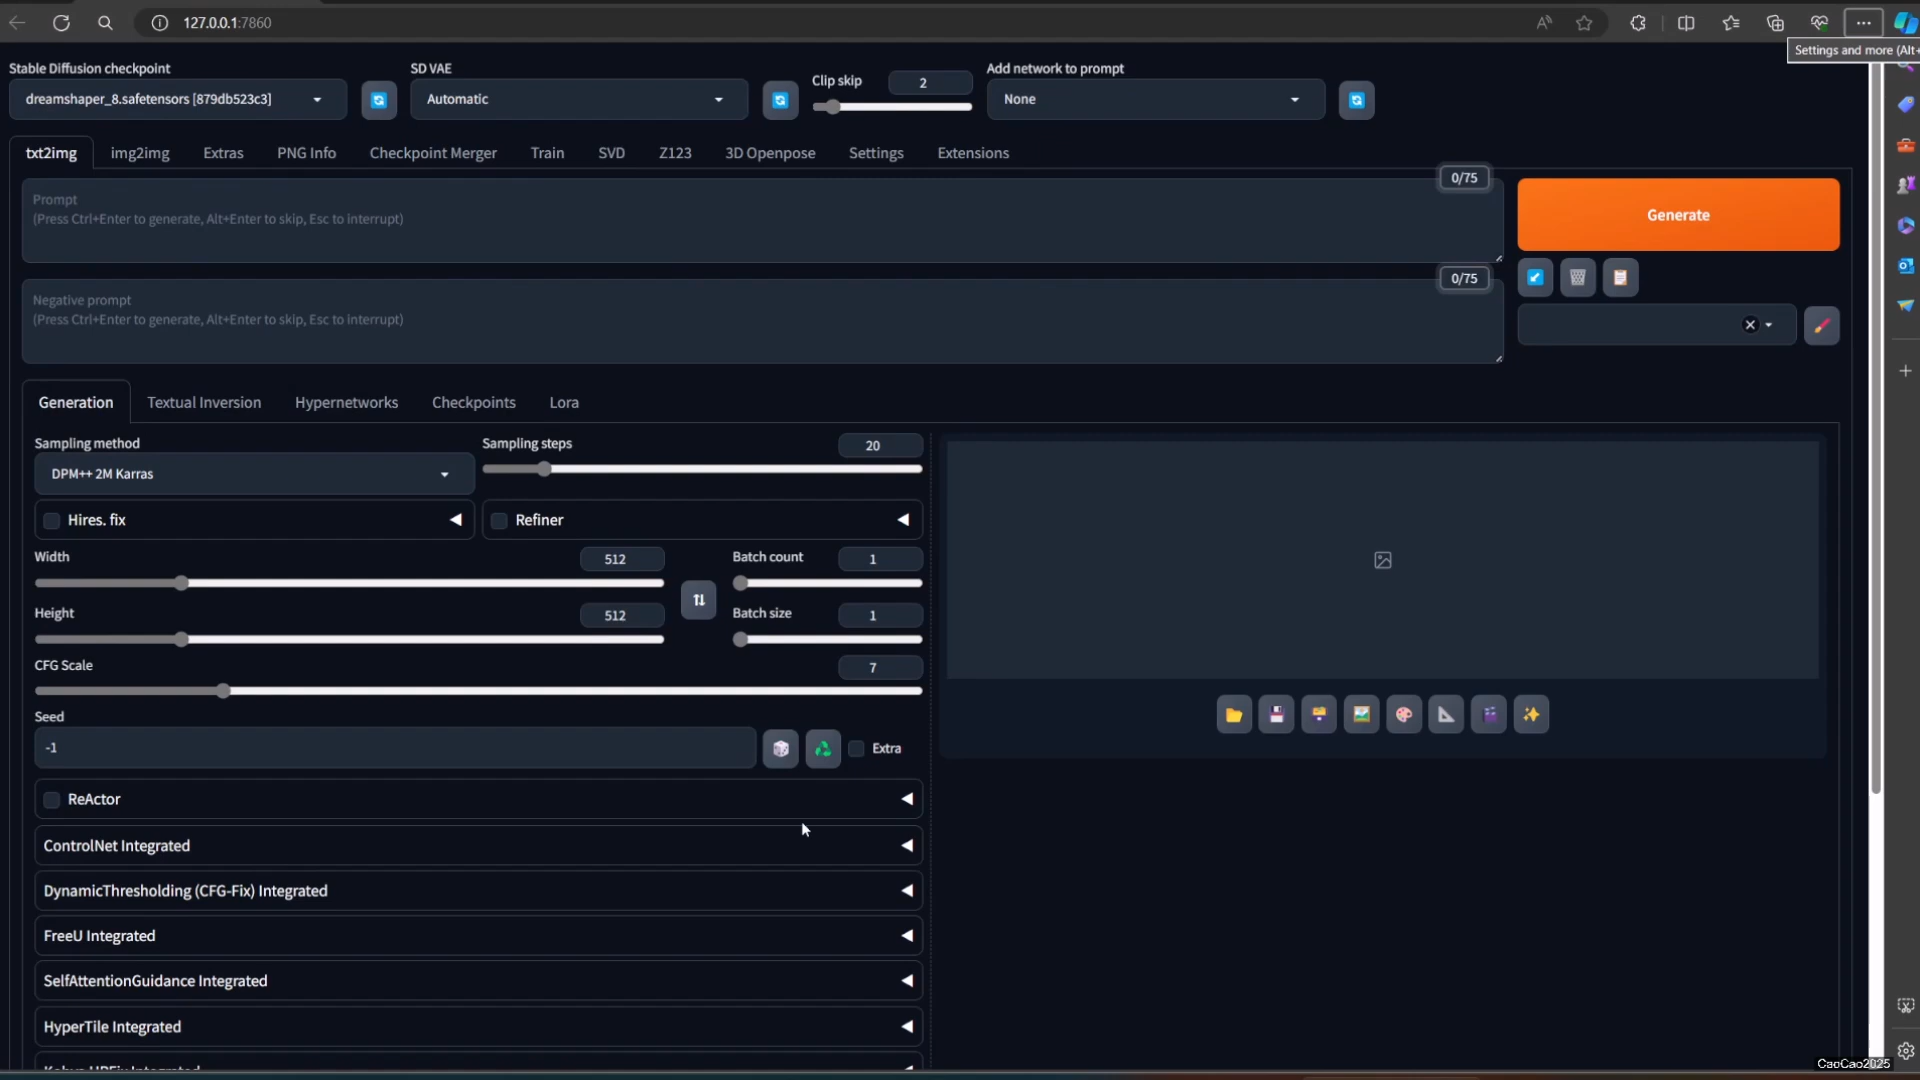 127.0.0.1:7860
Settings and more (Alt+
Stable Diffusion checkpoint
dreamshaper_8.safetensors [879db523c3]
SD VAE
Automatic
Clip skip
2
Add network to prompt
None
txt2img
img2img
Extras
PNG Info
Checkpoint Merger
Train
SVD
Z123
3D Openpose
Settings
Extensions
0/75
Prompt
(Press Ctrl+Enter to generate, Alt+Enter to skip, Esc to interrupt)
Generate
0/75
Negative prompt
(Press Ctrl+Enter to generate, Alt+Enter to skip, Esc to interrupt)
Generation
Textual Inversion
Hypernetworks
Checkpoints
Lora
Sampling method
DPM++ 2M Karras
Sampling steps
20
Hires. fix
Refiner
Width
512
Batch count
1
Height
512
Batch size
1
CFG Scale
7
Seed
-1
Extra
ReActor
ControlNet Integrated
DynamicThresholding (CFG-Fix) Integrated
FreeU Integrated
SelfAttentionGuidance Integrated
HyperTile Integrated
CaoCao2025